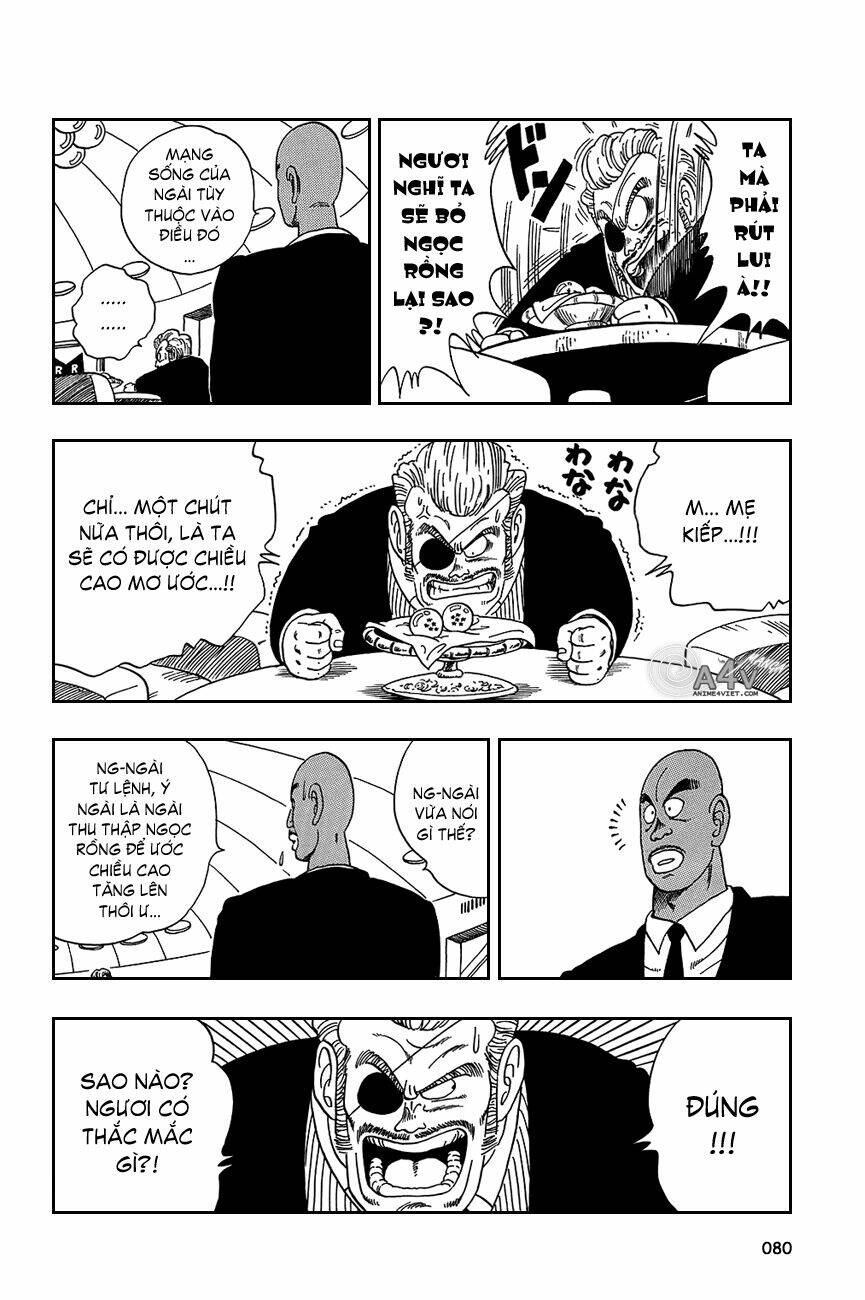 TA
MÀ
PHẢI
RÚT
LUI
À!!
NGƯƠI
NGHĨ TA
SẼ BỎ
NGỌC
RỒNG
LẠI SAO
?!
ドン
MẠNG
SỐNG CỦA
NGÀI TÙY
THUỘC VÀO
ĐIỀU ĐÓ
...
.....
.....
R R
M... MẸ
KIẾP...!!!
わな
わな
CHỈ... MỘT CHÚT
NỮA THÔI, LÀ TA
SẼ CÓ ĐƯỢC CHIỀU
CAO MƠ ƯỚC...!!
A4V
ANIME4VIET.COM
NG-NGÀI
VỪA NÓI
GÌ THẾ?
NG-NGÀI
TƯ LỆNH, Ý
NGÀI LÀ NGÀI
THU THẬP NGỌC
RỒNG ĐỂ ƯỚC
CHIỀU CAO
TĂNG LÊN
THÔI Ư...
ĐÚNG
!!!
SAO NÀO?
NGƯƠI CÓ
THẮC MẮC
GÌ?!
080